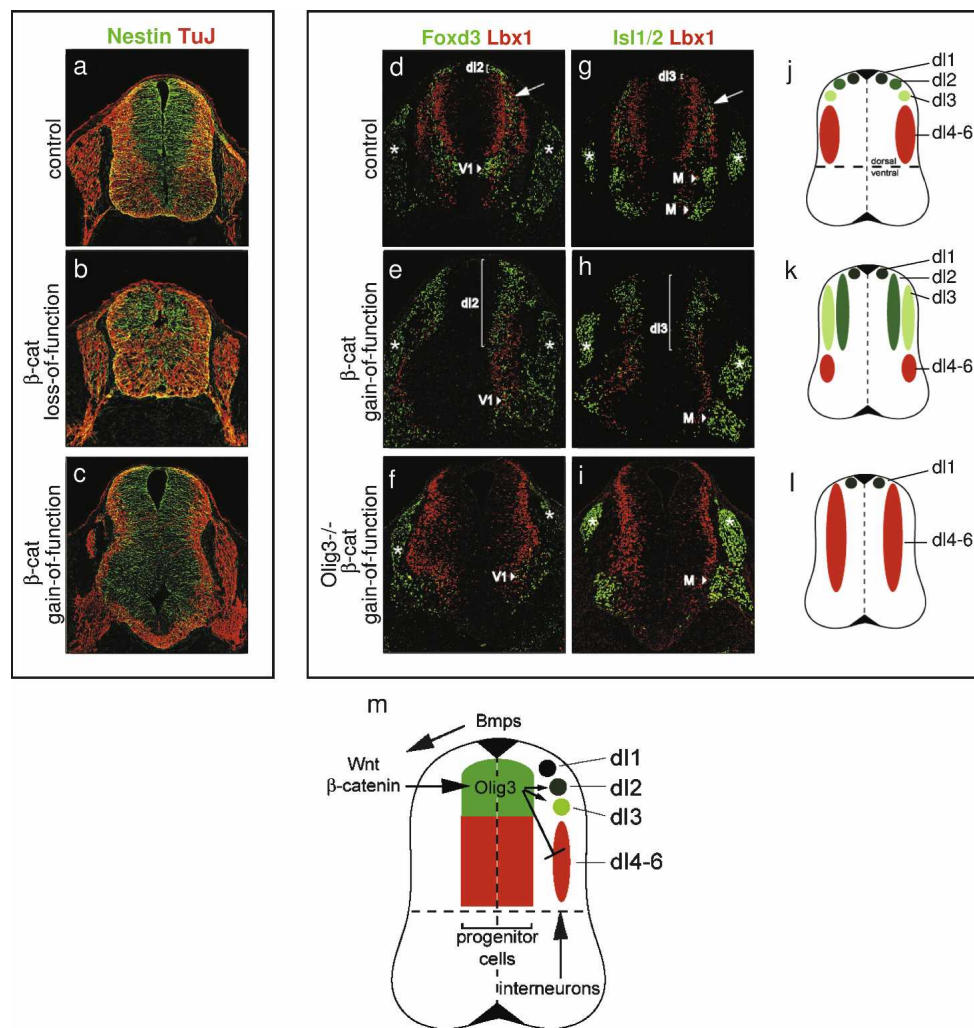 Nestin TuJ
a
control
b
β-cat
loss-of-function
c
β-cat
gain-of-function
Foxd3 Lbx1
Isl1/2 Lbx1
d
dI2
*
*
V1
g
dI3
*
*
M
M
control
e
dI2
*
*
V1
h
dI3
*
*
M
β-cat
gain-of-function
f
*
*
V1
i
*
*
M
Olig3-/-
β-cat
gain-of-function
j
dI1
dI2
dI3
dI4-6
dorsal
ventral
k
dI1
dI2
dI3
dI4-6
l
dI1
dI4-6
m
Bmps
Wnt
β-catenin
Olig3
dI1
dI2
dI3
dI4-6
progenitor
cells
interneurons